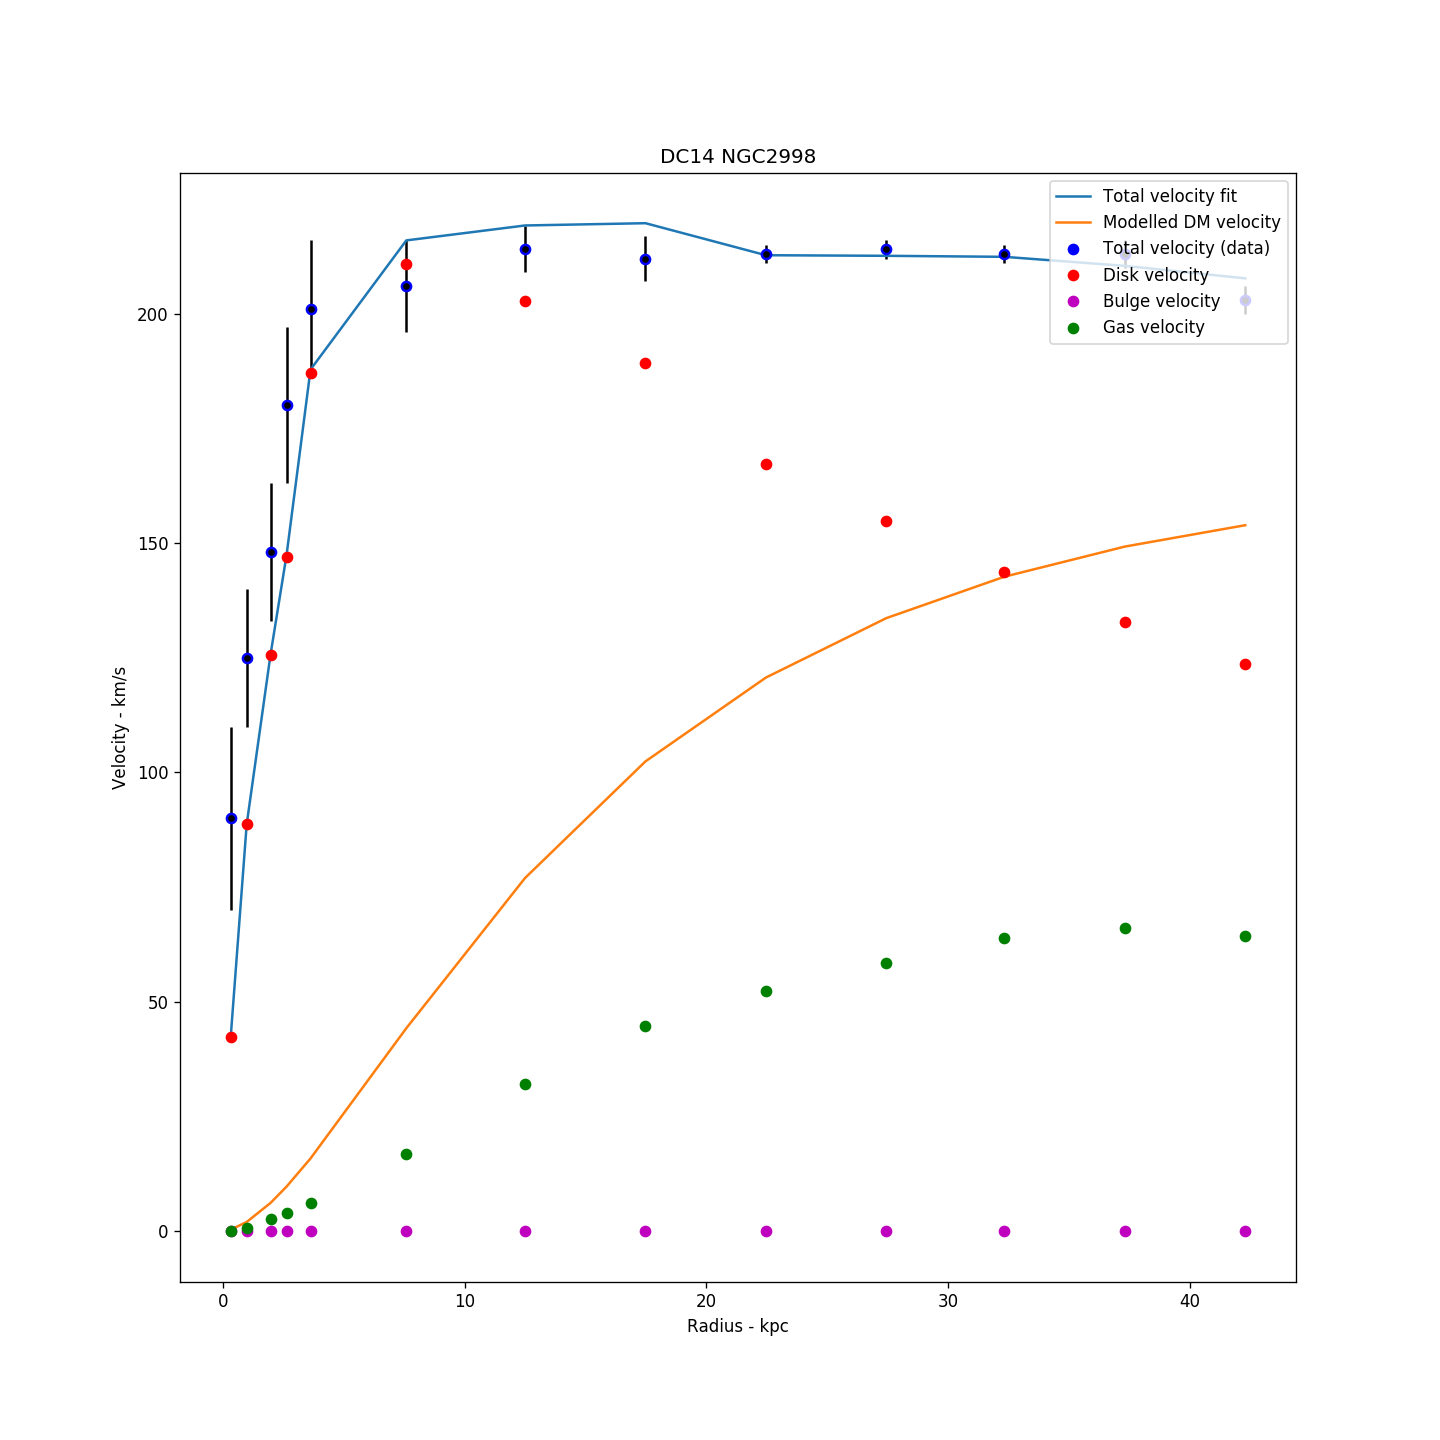 DC14 NGC2998
Total velocity fit
Modelled DM velocity
Total velocity (data)
Disk velocity
Bulge velocity
Gas velocity
200
150
100
50
0
Velocity - km/s
0 10 20 30 40
Radius - kpc